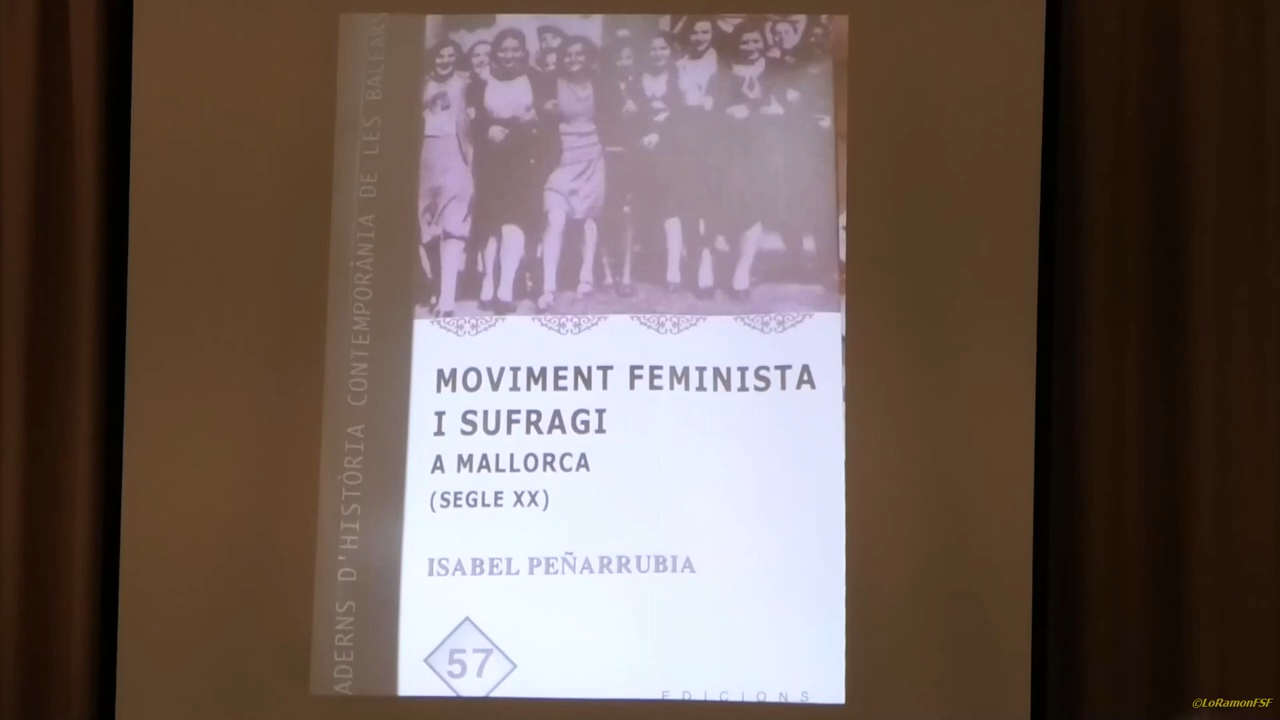 ADERNS D'HISTÒRIA CONTEMPORÀNIA DE LES BALEARS
MOVIMENT FEMINISTA
I SUFRAGI
A MALLORCA
(SEGLE XX)
ISABEL PEÑARRUBIA
57
EDICIONS
©LoRamonFSF